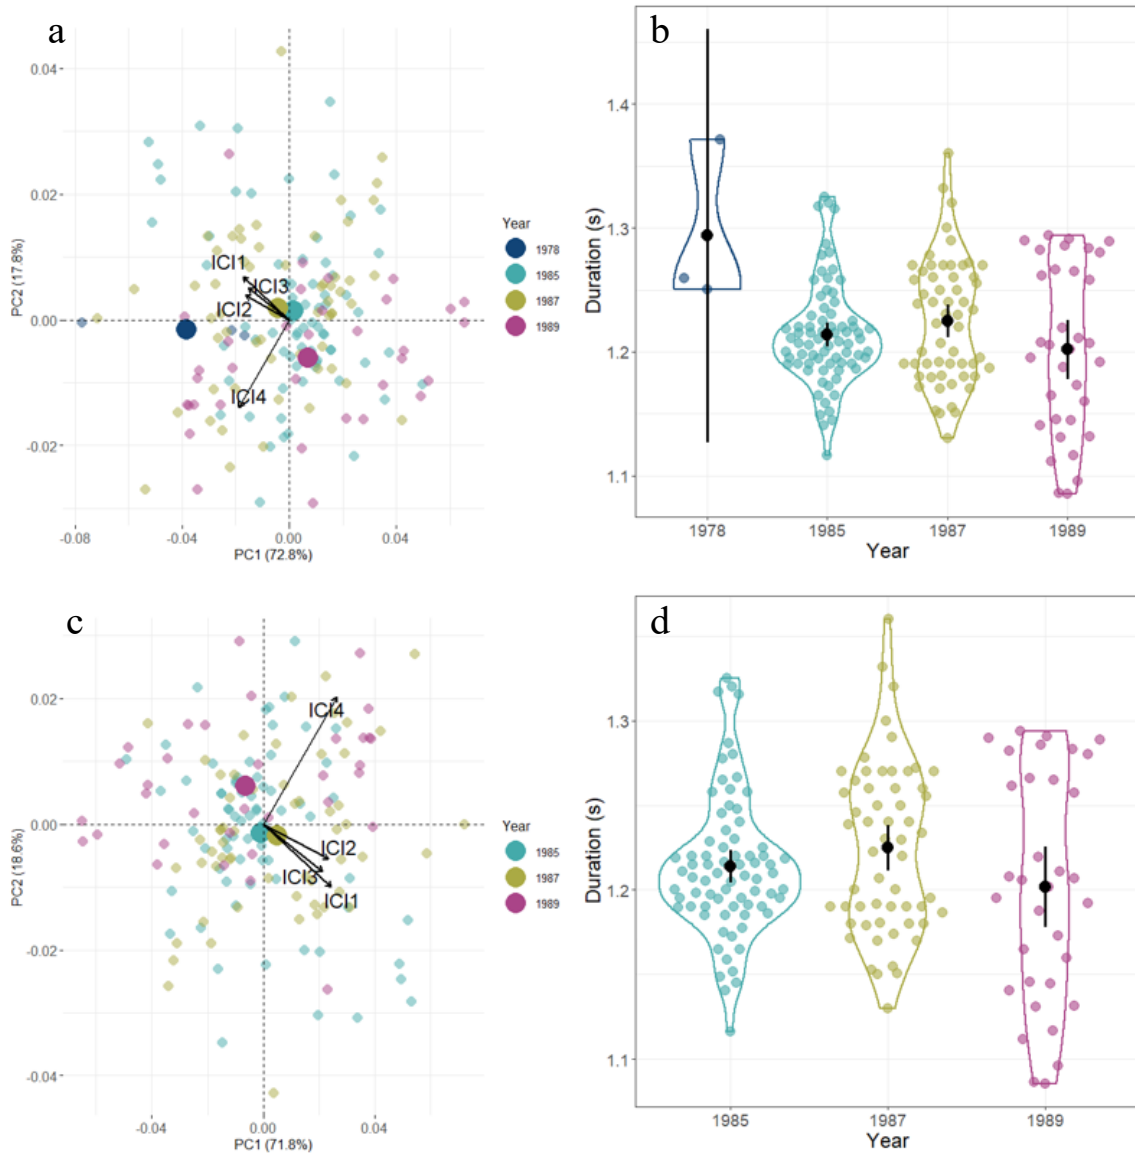 a
PC2 (17.8%)
0.04
0.02
0.00
-0.02
ICI1
ICI3
ICI2
ICI4
-0.08
-0.04
0.00
0.04
PC1 (72.8%)
Year
1978
1985
1987
1989
b
Duration (s)
1.4
1.3
1.2
1.1
1978
1985
1987
1989
Year
c
PC2 (18.6%)
0.02
0.00
-0.02
-0.04
ICI4
ICI2
ICI3
ICI1
-0.04
0.00
0.04
PC1 (71.8%)
Year
1985
1987
1989
d
Duration (s)
1.3
1.2
1.1
1985
1987
1989
Year